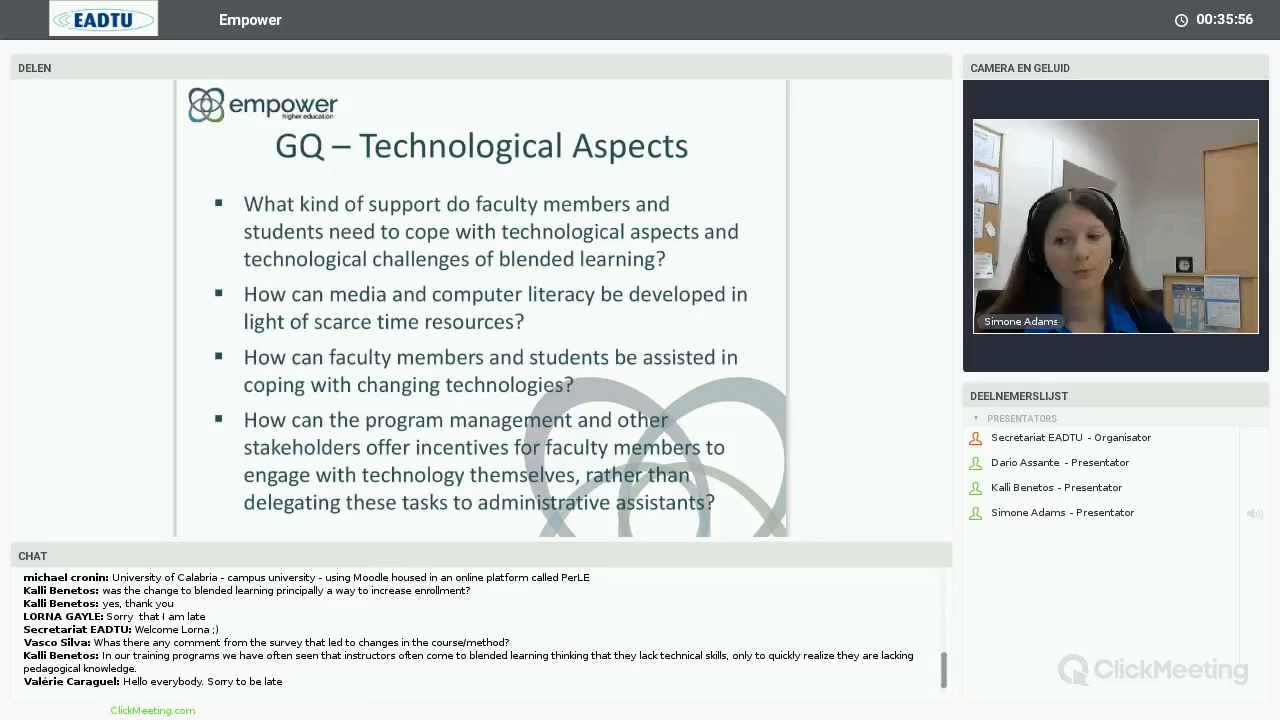 EADTU
Empower
00:35:56
DELEN
empower
higher education
GQ – Technological Aspects
What kind of support do faculty members and
students need to cope with technological aspects and
technological challenges of blended learning?
How can media and computer literacy be developed in
light of scarce time resources?
How can faculty members and students be assisted in
coping with changing technologies?
How can the program management and other
stakeholders offer incentives for faculty members to
engage with technology themselves, rather than
delegating these tasks to administrative assistants?
CAMERA EN GELUID
Simone Adams
DEELNEMERSLIJST
PRESENTATORS
Secretariat EADTU - Organisator
Dario Assante - Presentator
Kalli Benetos - Presentator
Simone Adams - Presentator
CHAT
michael cronin: University of Calabria - campus university - using Moodle housed in an online platform called PerLE
Kalli Benetos: was the change to blended learning principally a way to increase enrollment?
Kalli Benetos: yes, thank you
LORNA GAYLE: Sorry that I am late
Secretariat EADTU: Welcome Lorna ;)
Vasco Silva: Whas there any comment from the survey that led to changes in the course/method?
Kalli Benetos: In our training programs we have often seen that instructors often come to blended learning thinking that they lack technical skills, only to quickly realize they are lacking
pedagogical knowledge.
Valérie Caraguel: Hello everybody. Sorry to be late
ClickMeeting
ClickMeeting.com